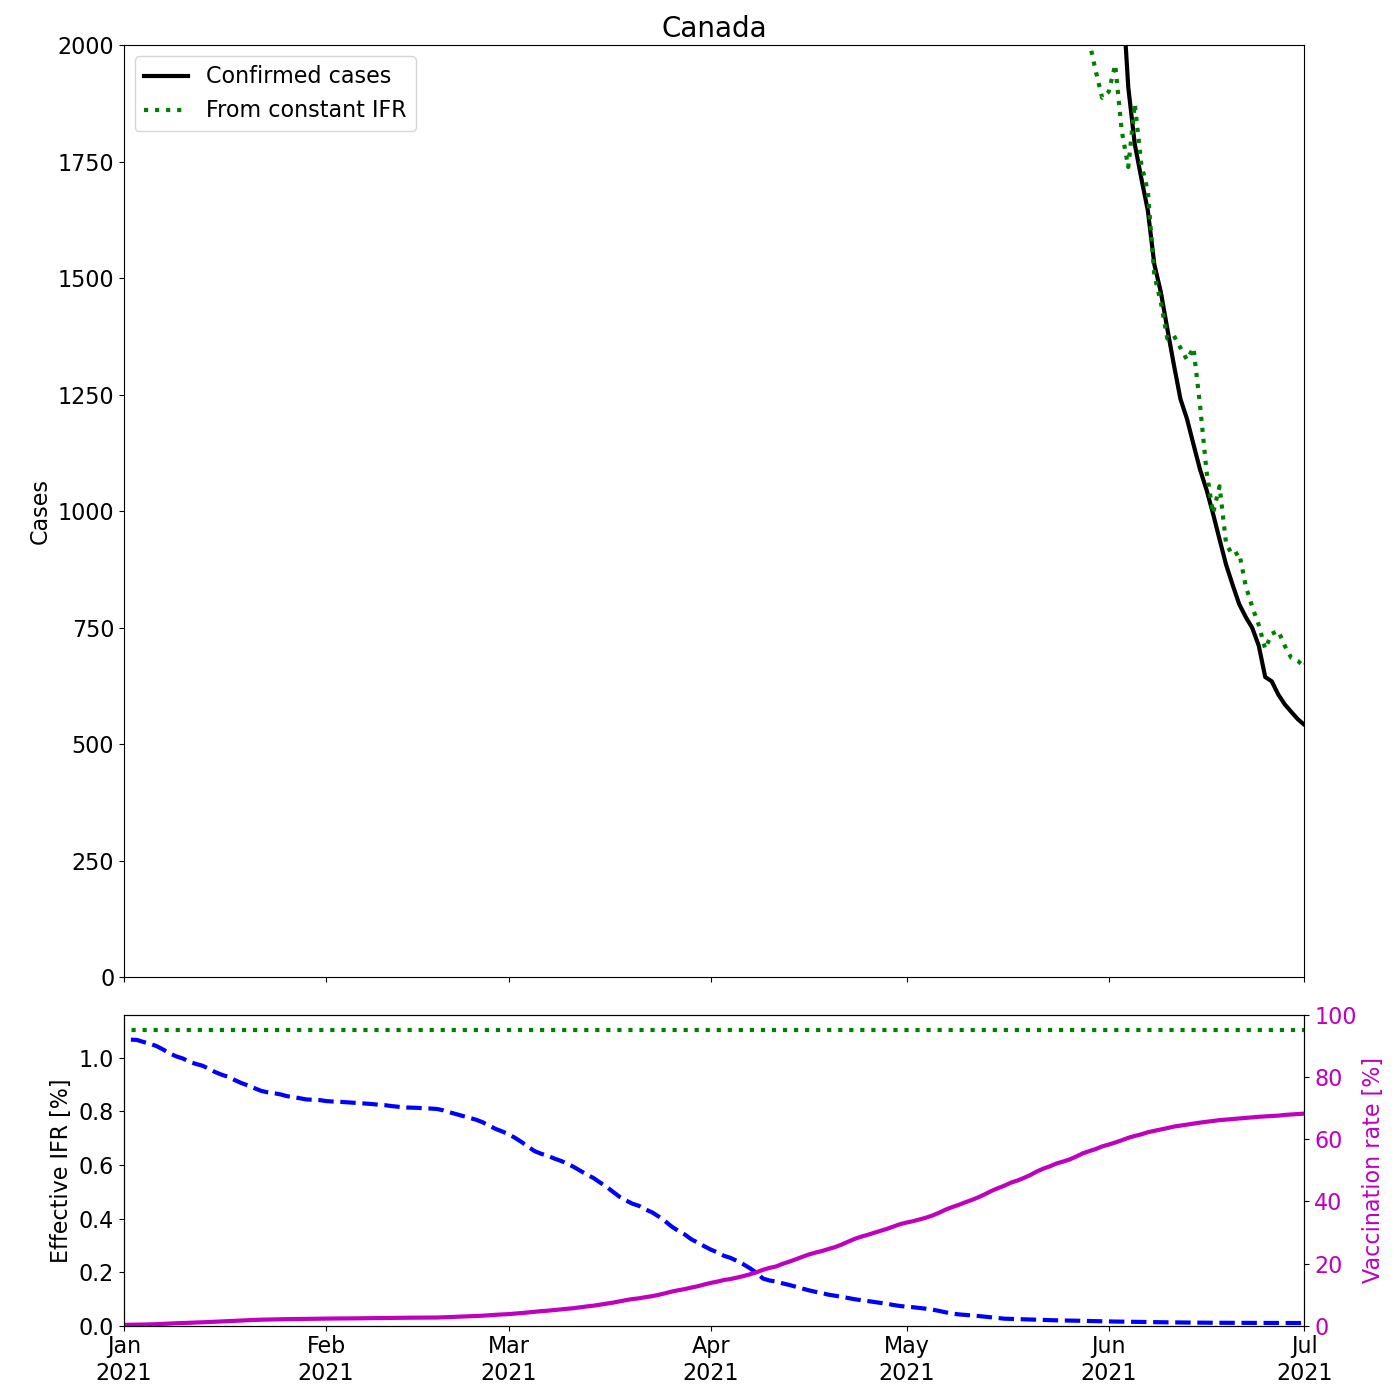 Canada
Confirmed cases
From constant IFR
2000
1750
1500
1250
1000
750
500
250
0
Cases
1.0
0.8
0.6
0.4
0.2
0.0
Effective IFR [%]
100
80
60
40
20
0
Vaccination rate [%]
Jan Feb Mar Apr May Jun Jul
2021 2021 2021 2021 2021 2021 2021